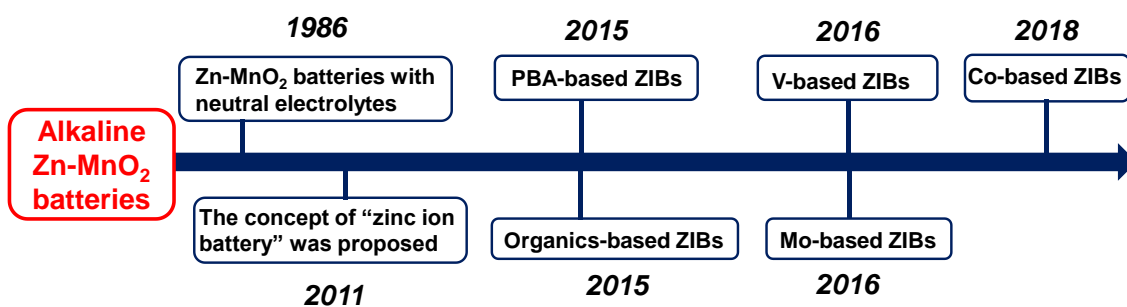 1986
2015
2016
2018
Zn-MnO₂ batteries with
neutral electrolytes
PBA-based ZIBs
V-based ZIBs
Co-based ZIBs
Alkaline
Zn-MnO₂
batteries
The concept of “zinc ion
battery” was proposed
Organics-based ZIBs
Mo-based ZIBs
2011
2015
2016